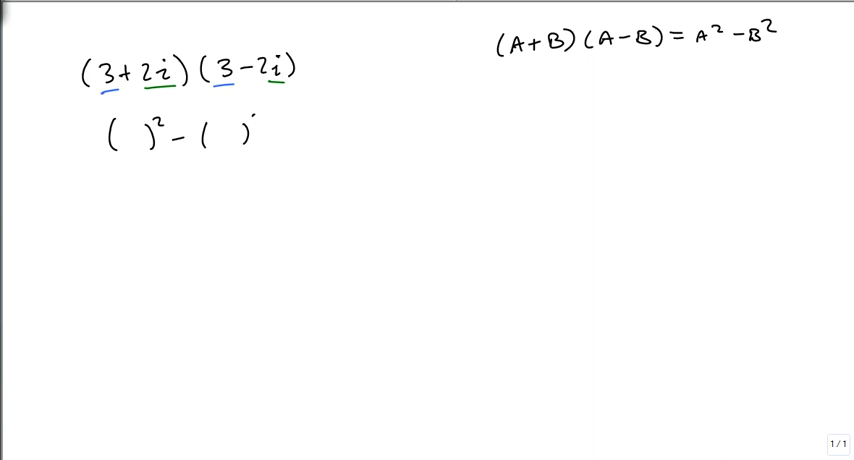 (A+B)(A-B) = A² - B²
(3+2i)(3-2i)
( )² - ( )
1/1